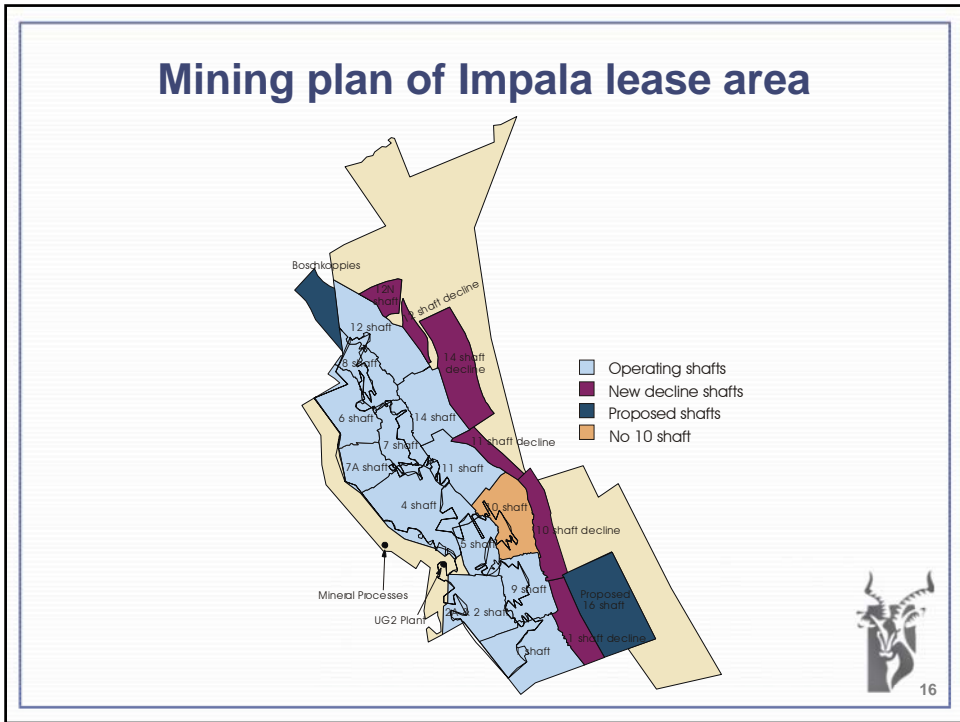 Mining plan of Impala lease area
Boschkoppies
12N
shaft
shaft decline
12 shaft
8 shaft
14 shaft
decline
Operating shafts
New decline shafts
Proposed shafts
No 10 shaft
6 shaft
14 shaft
7 shaft
11 shaft decline
7A shaft
11 shaft
4 shaft
10 shaft
10 shaft decline
5 shaft
Mineral Processes
9 shaft
Proposed
16 shaft
UG2 Plant
2 shaft
1 shaft decline
shaft
16